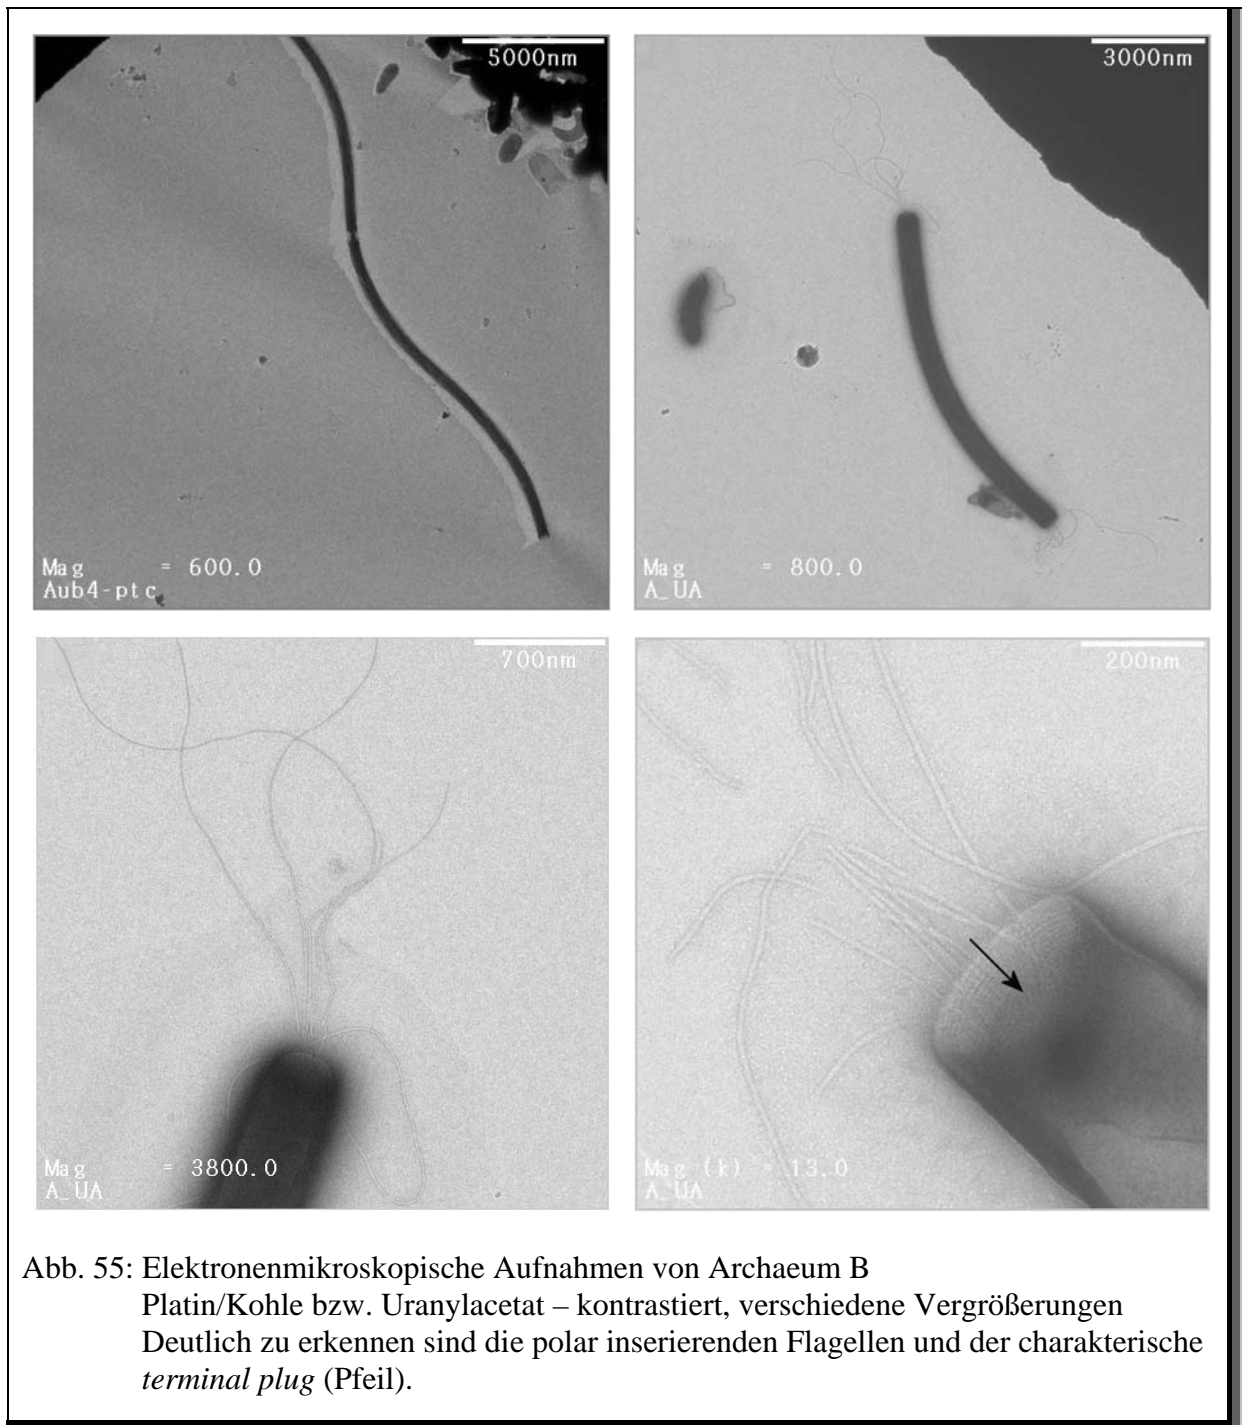 5000nm
Mag = 600.0
Aub4-ptc
3000nm
Mag = 800.0
A_UA
700nm
Mag = 3800.0
A_UA
200nm
Mag (k) = 13.0
A_UA
Abb. 55: Elektronenmikroskopische Aufnahmen von Archaeum B
Platin/Kohle bzw. Uranylacetat – kontrastiert, verschiedene Vergrößerungen
Deutlich zu erkennen sind die polar inserierenden Flagellen und der charakterische
terminal plug (Pfeil).